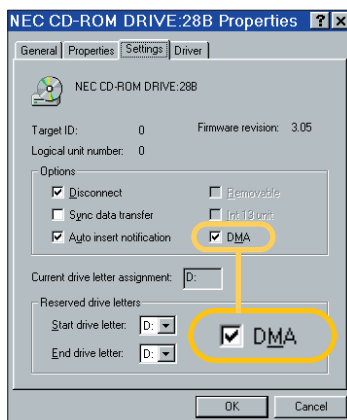 NEC CD-ROM DRIVE:28B Properties
General Properties Settings Driver
NEC CD-ROM DRIVE:28B
Target ID: 0 Firmware revision: 3.05
Logical unit number: 0
Options
Disconnect Removable
Sync data transfer Int 13 unit
Auto insert notification DMA
Current drive letter assignment: D:
Reserved drive letters
Start drive letter: D:
End drive letter: D:
DMA
OK Cancel